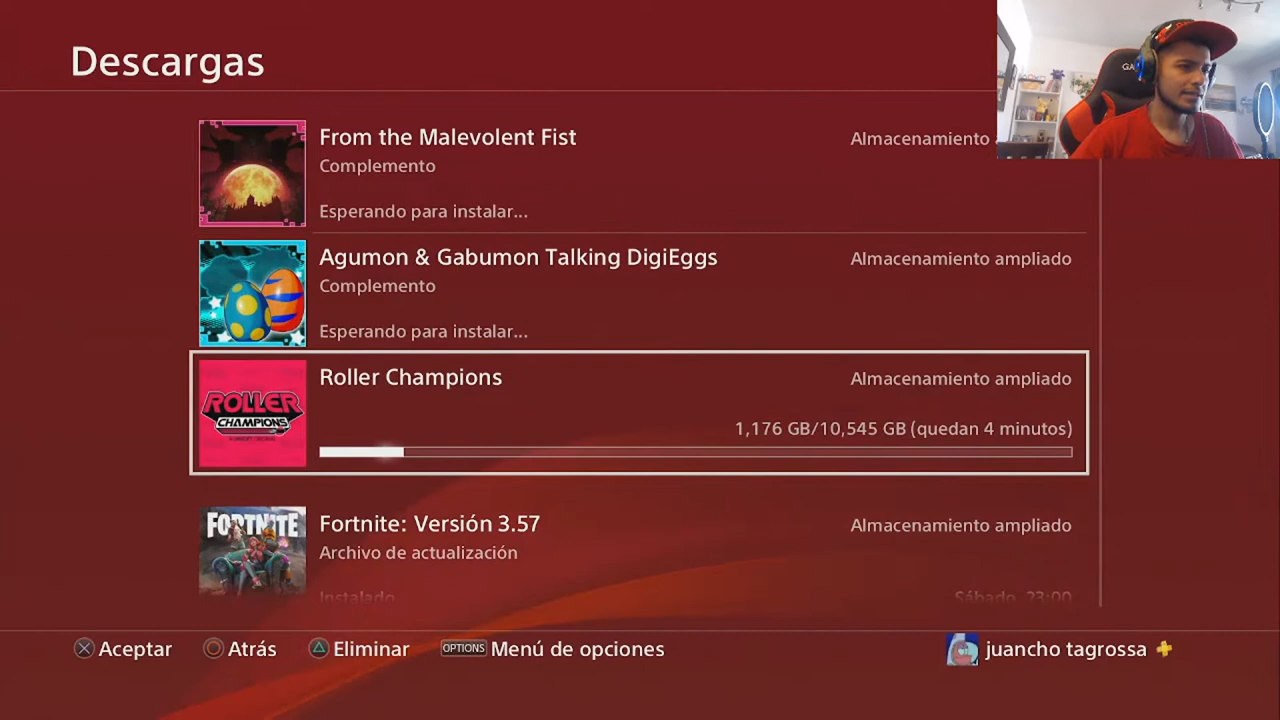 Descargas
From the Malevolent Fist
Almacenamiento
Complemento
Esperando para instalar...
Agumon & Gabumon Talking DigiEggs
Almacenamiento ampliado
Complemento
Esperando para instalar...
ROLLER
CHAMPIONS
Roller Champions
Almacenamiento ampliado
1,176 GB/10,545 GB (quedan 4 minutos)
FORTNITE
Fortnite: Versión 3.57
Almacenamiento ampliado
Archivo de actualización
Instalado
Sábado, 23:00
Aceptar
Atrás
Eliminar
OPTIONS Menú de opciones
juancho tagrossa